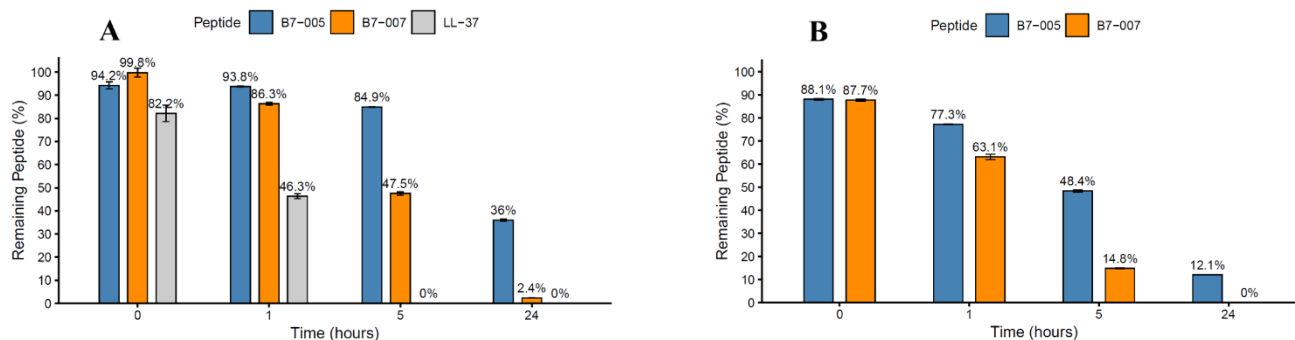 A
Peptide B7-005 B7-007 LL-37
Remaining Peptide (%)
100
90
80
70
60
50
40
30
20
10
0
94.2% 99.8% 82.2%
93.8% 86.3% 46.3%
84.9% 47.5% 0%
36% 2.4% 0%
0 1 5 24
Time (hours)
B
Peptide B7-005 B7-007
Remaining Peptide (%)
100
90
80
70
60
50
40
30
20
10
0
88.1% 87.7%
77.3% 63.1%
48.4% 14.8%
12.1% 0%
0 1 5 24
Time (hours)